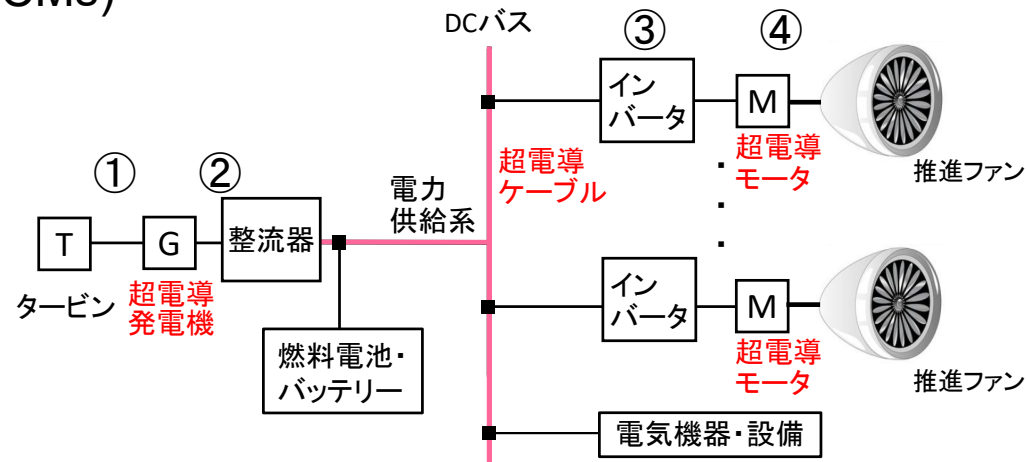 OMs)
DCバス
③
④
イン
バータ
M
超電導
モータ
推進ファン
超電導
ケーブル
①
②
電力
供給系
T
G
整流器
タービン
超電導
発電機
燃料電池・
バッテリー
イン
バータ
M
超電導
モータ
推進ファン
電気機器・設備